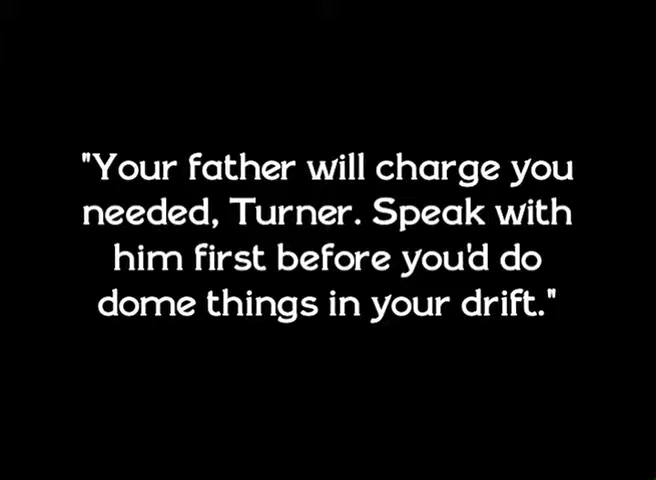 "Your father will charge you
needed, Turner. Speak with
him first before you'd do
dome things in your drift."